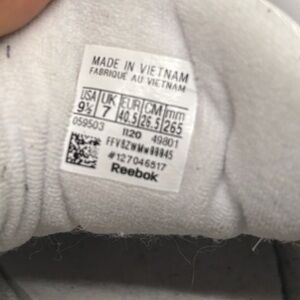 MADE IN VIETNAM
FABRIQUÉ AU VIETNAM
USA UK EUR CM mm
9½ 7 40.5 26.5 265
059503 1120 49801
#127046517
Reebok